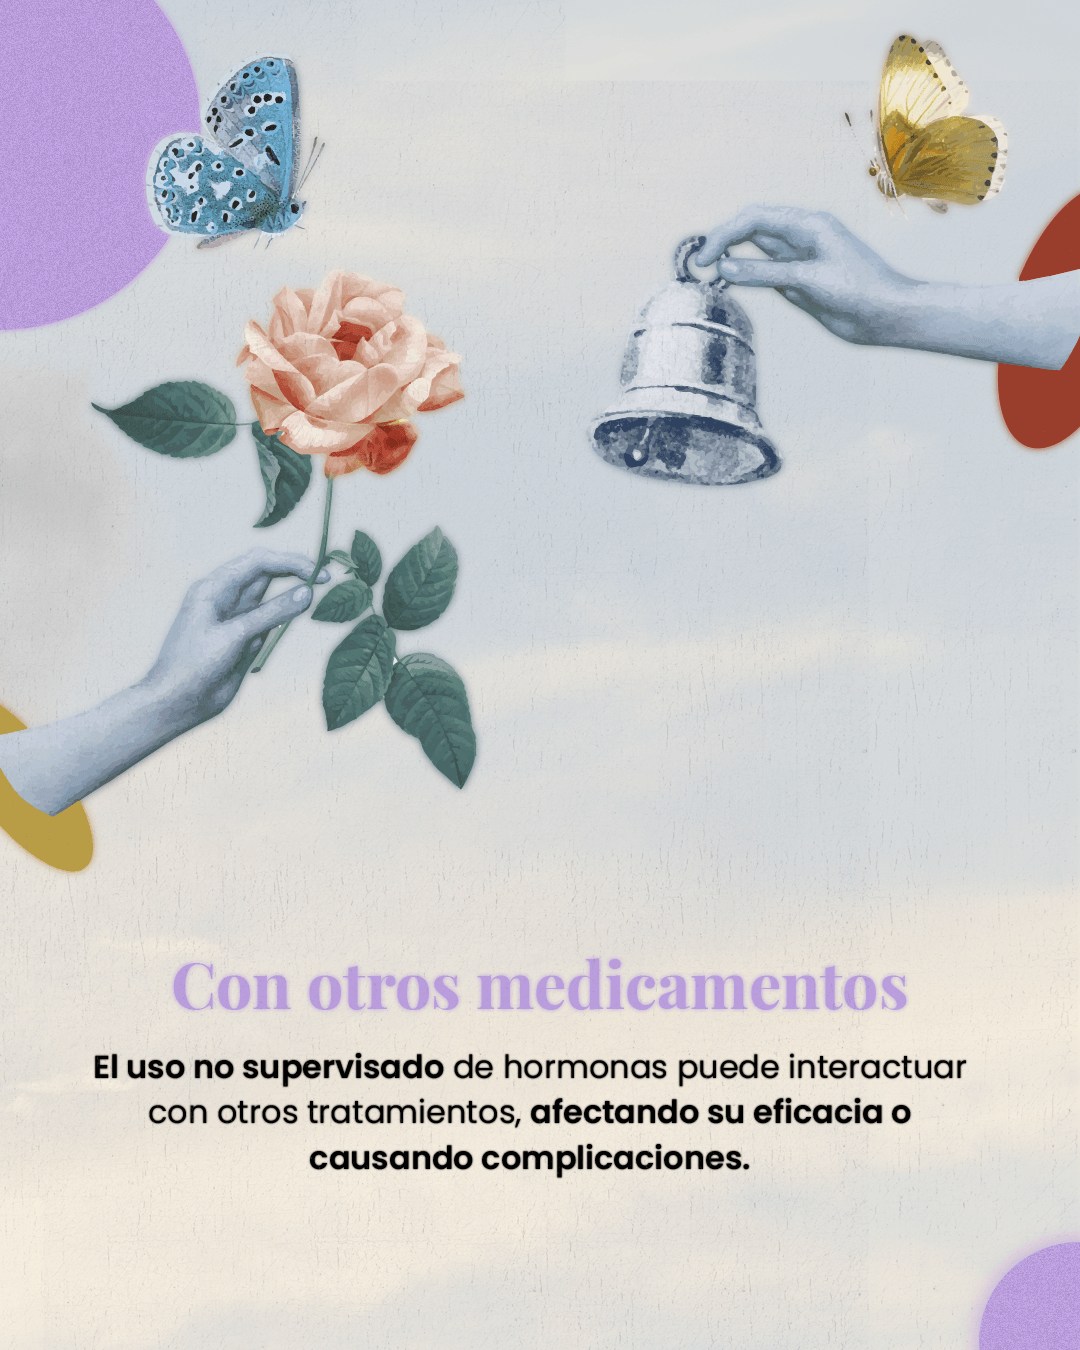 Con otros medicamentos
El uso no supervisado de hormonas puede interactuar
con otros tratamientos, afectando su eficacia o
causando complicaciones.